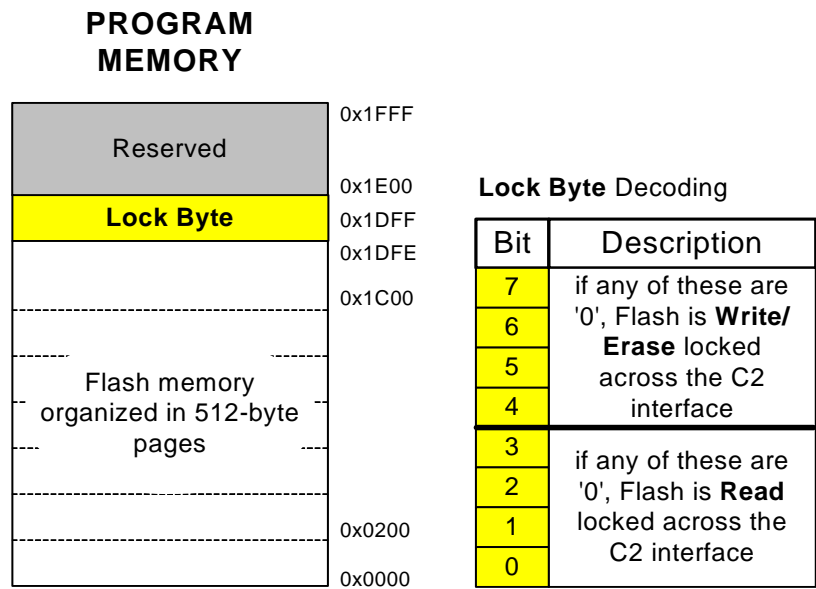 PROGRAM
MEMORY
0x1FFF
Reserved
0x1E00
Lock Byte
0x1DFF
0x1DFE
0x1C00
Flash memory
organized in 512-byte
pages
0x0200
0x0000
Lock Byte Decoding
Bit Description
7
6
5
4
if any of these are
'0', Flash is Write/
Erase locked
across the C2
interface
3
2
1
0
if any of these are
'0', Flash is Read
locked across the
C2 interface